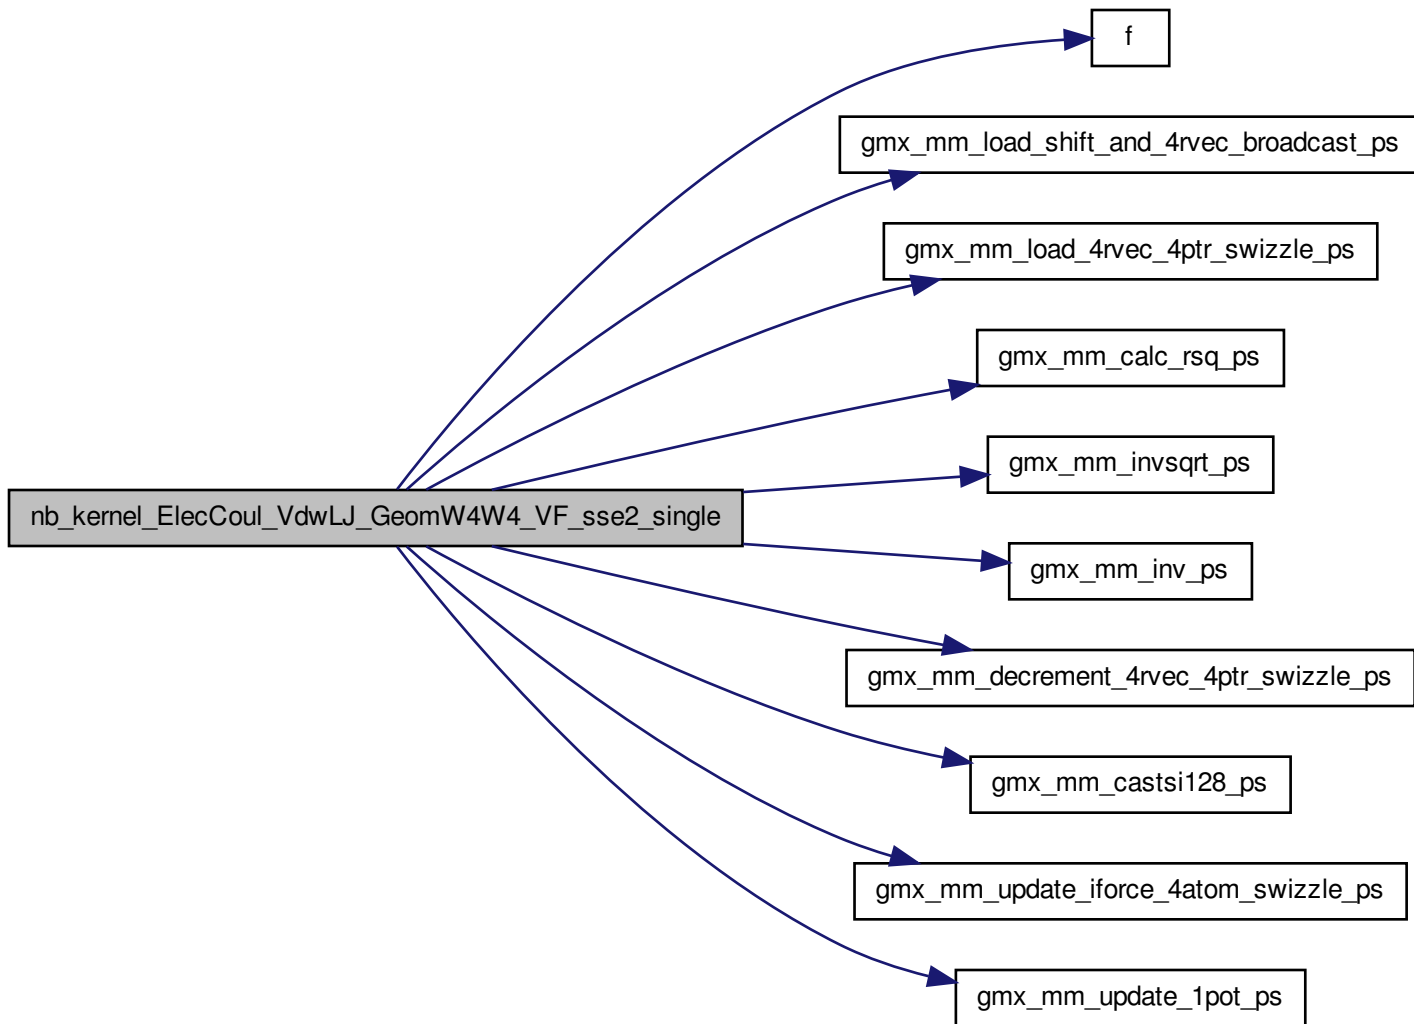 f
gmx_mm_load_shift_and_4rvec_broadcast_ps
gmx_mm_load_4rvec_4ptr_swizzle_ps
gmx_mm_calc_rsq_ps
gmx_mm_invsqrt_ps
nb_kernel_ElecCoul_VdwLJ_GeomW4W4_VF_sse2_single
gmx_mm_inv_ps
gmx_mm_decrement_4rvec_4ptr_swizzle_ps
gmx_mm_castsi128_ps
gmx_mm_update_iforce_4atom_swizzle_ps
gmx_mm_update_1pot_ps